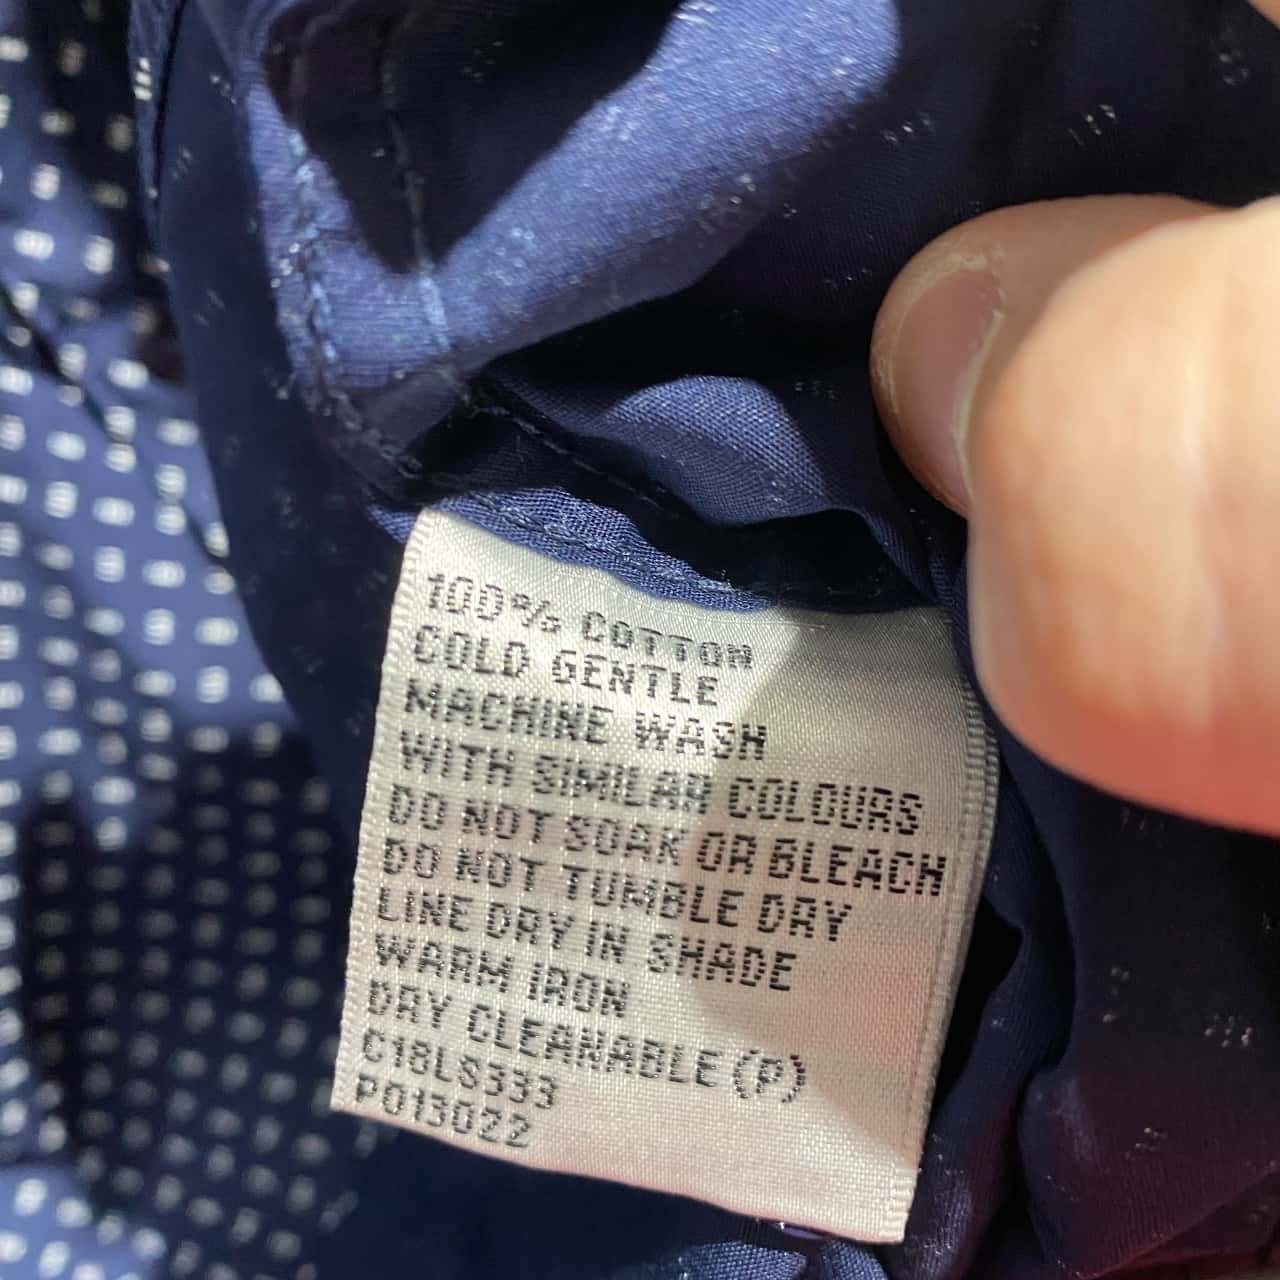 100% COTTON
COLD GENTLE
MACHINE WASH
WITH SIMILAR COLOURS
DO NOT SOAK OR BLEACH
DO NOT TUMBLE DRY
LINE DRY IN SHADE
WARM IRON
DRY CLEANABLE (P)
C18LS333
PO13022